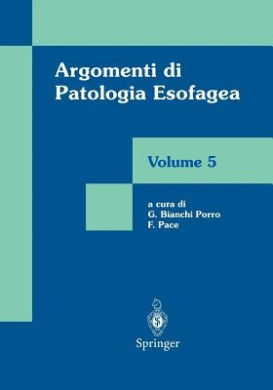 Argomenti di
Patologia Esofagea
Volume 5
a cura di
G. Bianchi Porro
F. Pace
Springer